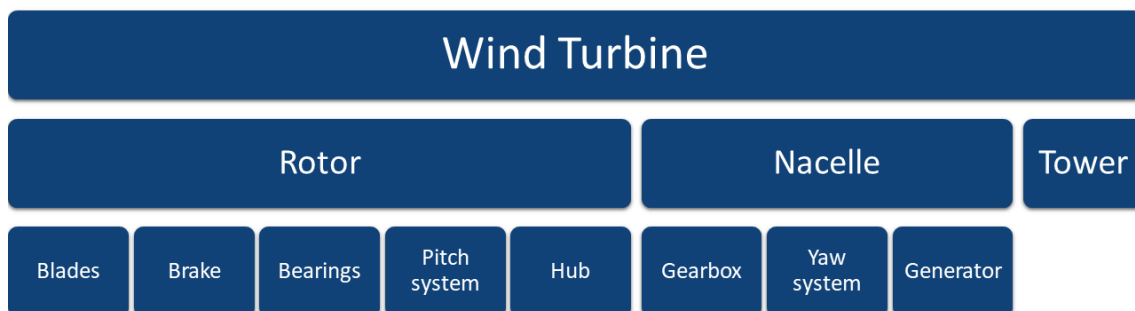 Wind Turbine
Rotor
Nacelle
Tower
Blades
Brake
Bearings
Pitch
system
Hub
Gearbox
Yaw
system
Generator